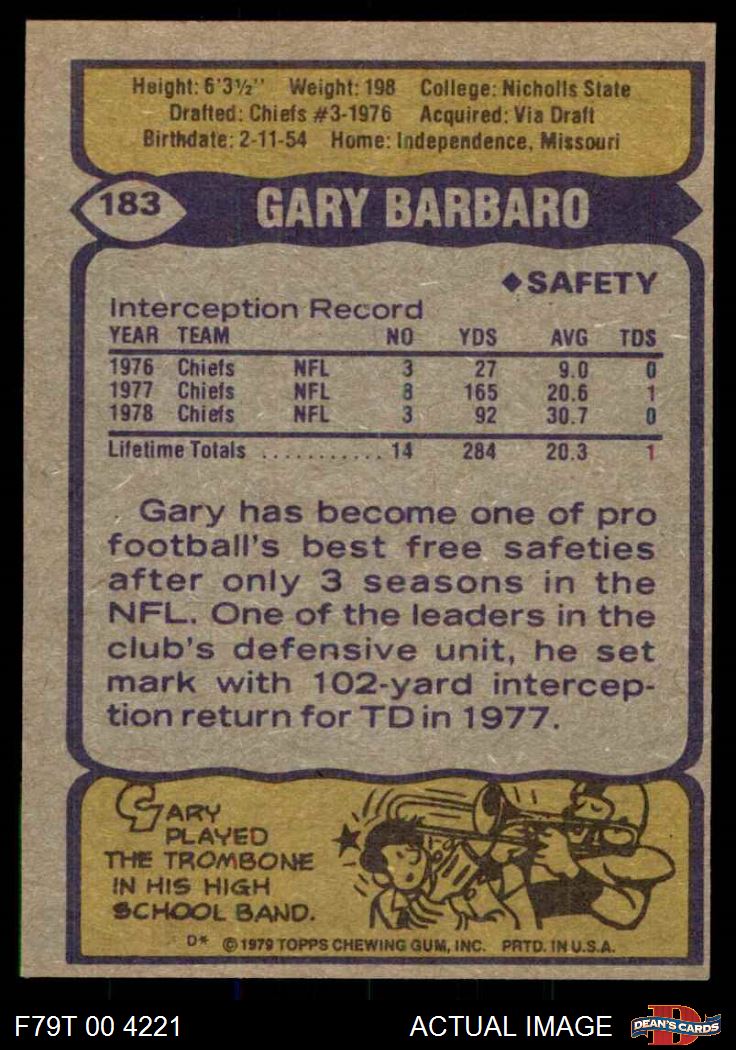 Height: 6'3½" Weight: 198 College: Nicholls State
Drafted: Chiefs #3-1976 Acquired: Via Draft
Birthdate: 2-11-54 Home: Independence, Missouri
183 GARY BARBARO
◆SAFETY
Interception Record
YEAR TEAM NO YDS AVG TDS
1976 Chiefs NFL 3 27 9.0 0
1977 Chiefs NFL 8 165 20.6 1
1978 Chiefs NFL 3 92 30.7 0
Lifetime Totals ........... 14 284 20.3 1
Gary has become one of pro
football's best free safeties
after only 3 seasons in the
NFL. One of the leaders in the
club's defensive unit, he set
mark with 102-yard intercep-
tion return for TD in 1977.
GARY
PLAYED
THE TROMBONE
IN HIS HIGH
SCHOOL BAND.
D* © 1979 TOPPS CHEWING GUM, INC. PRTD. IN U.S.A.
F79T 00 4221 ACTUAL IMAGE DEAN'S CARDS